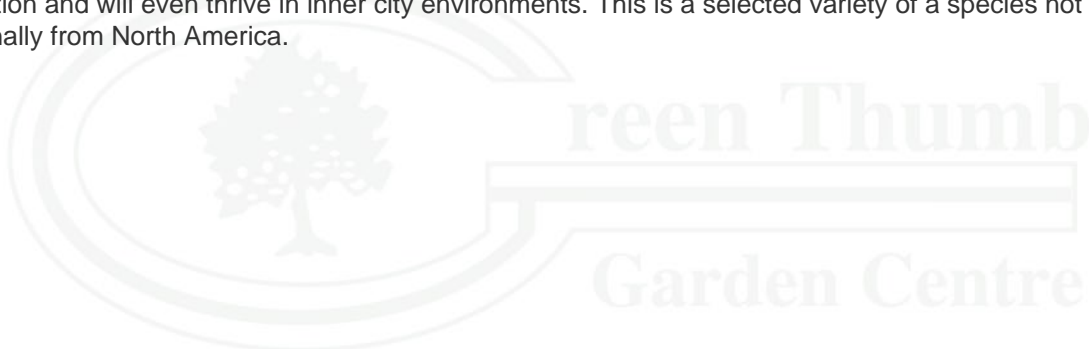 tion and will even thrive in inner city environments. This is a selected variety of a species not
nally from North America.
reen Thumb
Garden Centre